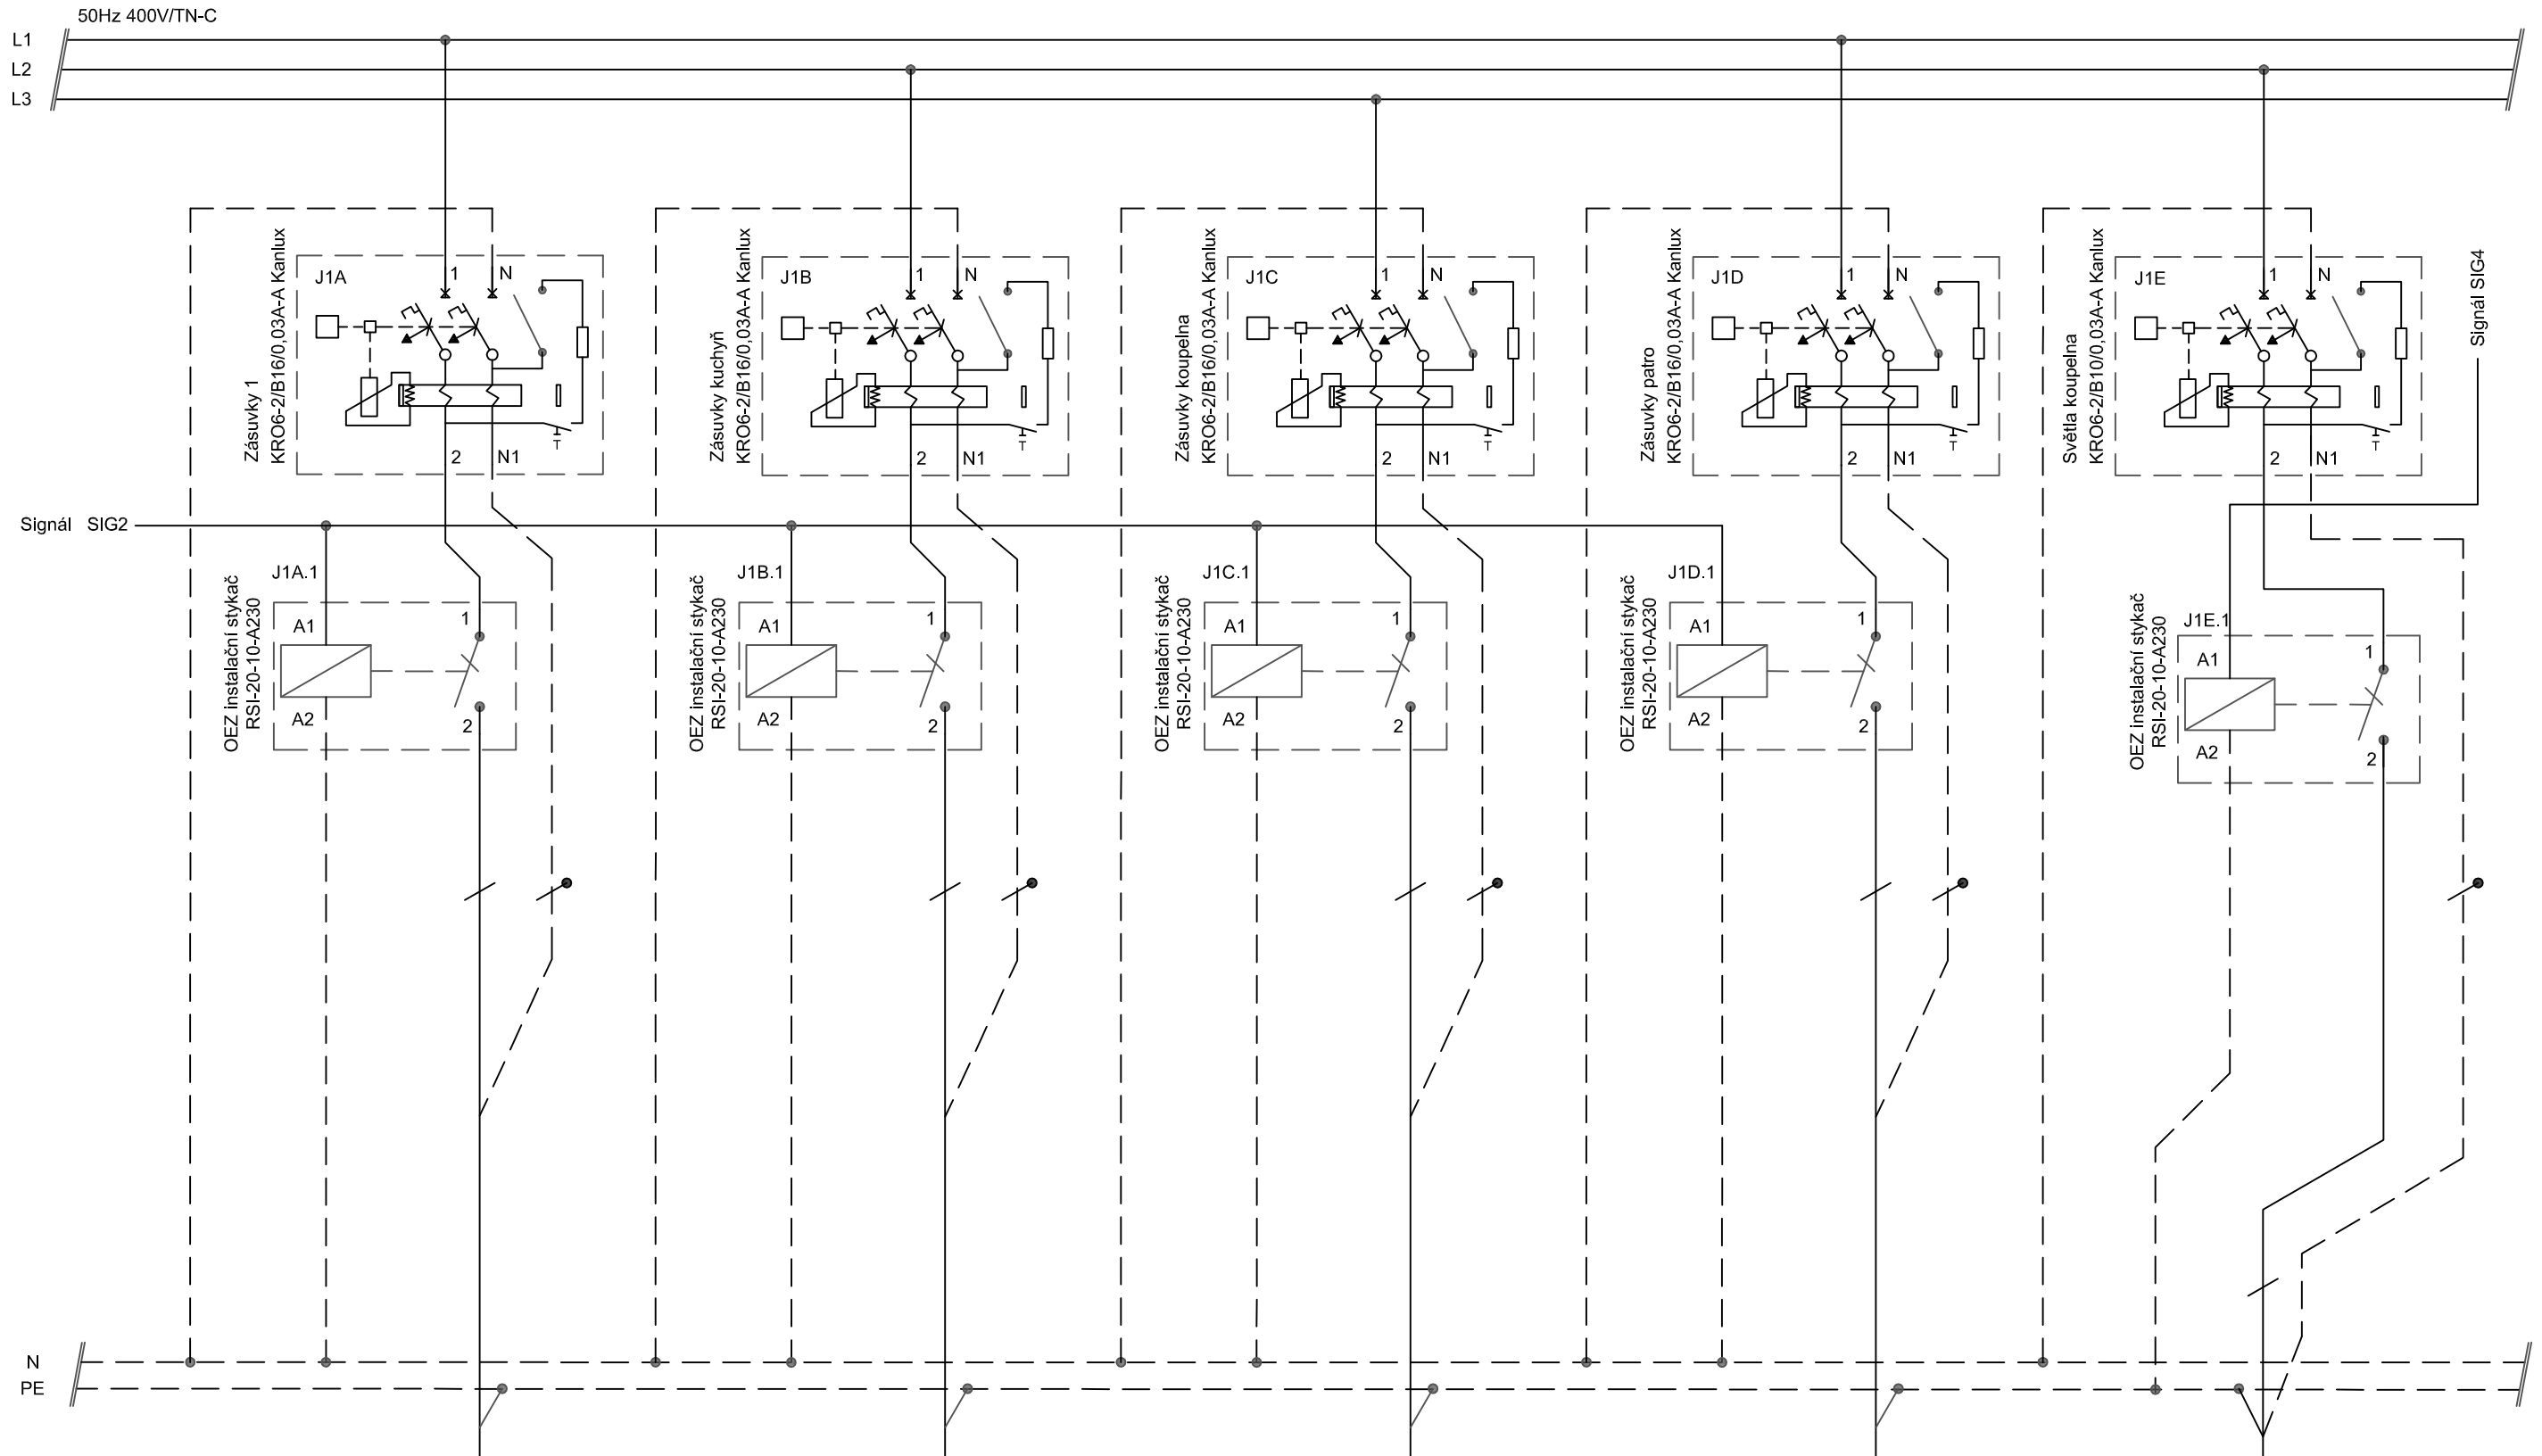 50Hz 400V/TN-C
L1
L2
L3
Zásuvky 1
KRO6-2/B16/0,03A-A Kanlux
J1A
1
N
T
2
N1
Zásuvky kuchyň
KRO6-2/B16/0,03A-A Kanlux
J1B
1
N
T
2
N1
Zásuvky koupelna
KRO6-2/B16/0,03A-A Kanlux
J1C
1
N
T
2
N1
Zásuvky patro
KRO6-2/B16/0,03A-A Kanlux
J1D
1
N
T
2
N1
Světla koupelna
KRO6-2/B10/0,03A-A Kanlux
J1E
1
N
T
2
N1
Signál SIG4
Signál SIG2
OEZ instalační stykač
RSI-20-10-A230
J1A.1
A1
1
A2
2
OEZ instalační stykač
RSI-20-10-A230
J1B.1
A1
1
A2
2
OEZ instalační stykač
RSI-20-10-A230
J1C.1
A1
1
A2
2
OEZ instalační stykač
RSI-20-10-A230
J1D.1
A1
1
A2
2
OEZ instalační stykač
RSI-20-10-A230
J1E.1
A1
1
A2
2
N
PE